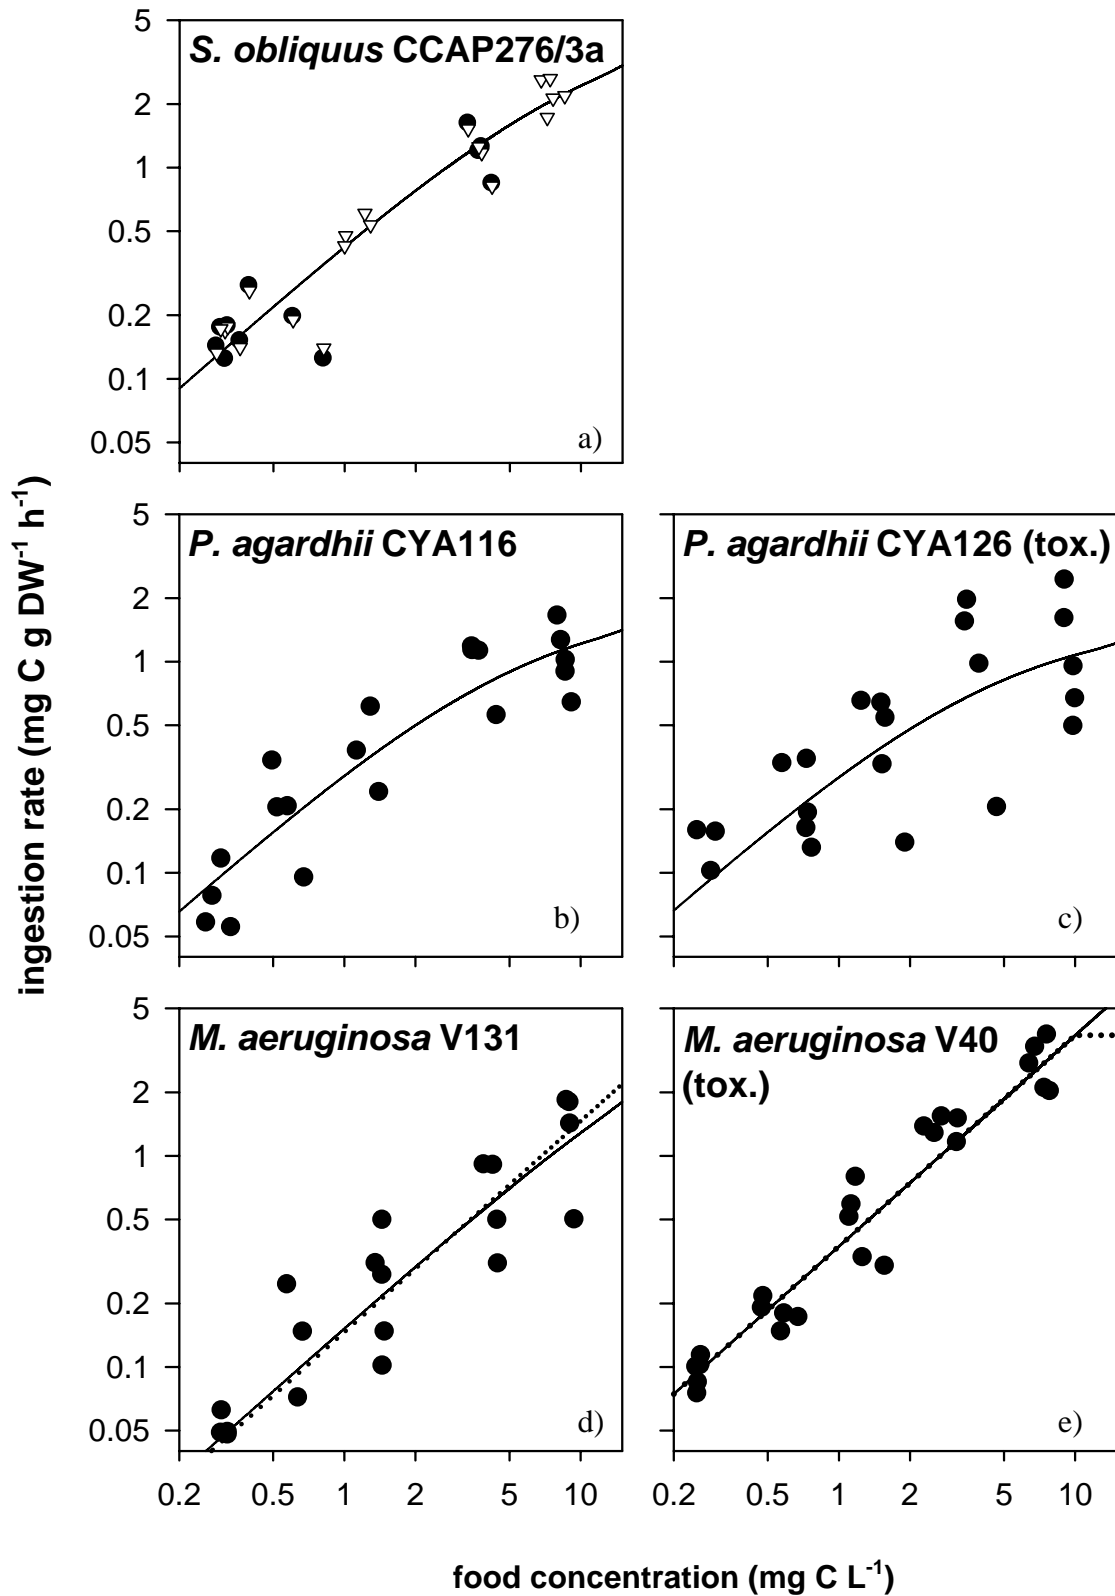 5
2
1
0.5
0.2
0.1
0.05
S. obliquus CCAP276/3a
a)
5
2
1
0.5
0.2
0.1
0.05
P. agardhii CYA116
b)
P. agardhii CYA126 (tox.)
c)
ingestion rate (mg C g DW⁻¹ h⁻¹)
5
2
1
0.5
0.2
0.1
0.05
M. aeruginosa V131
d)
M. aeruginosa V40
(tox.)
e)
0.2 0.5 1 2 5 10
0.2 0.5 1 2 5 10
food concentration (mg C L⁻¹)